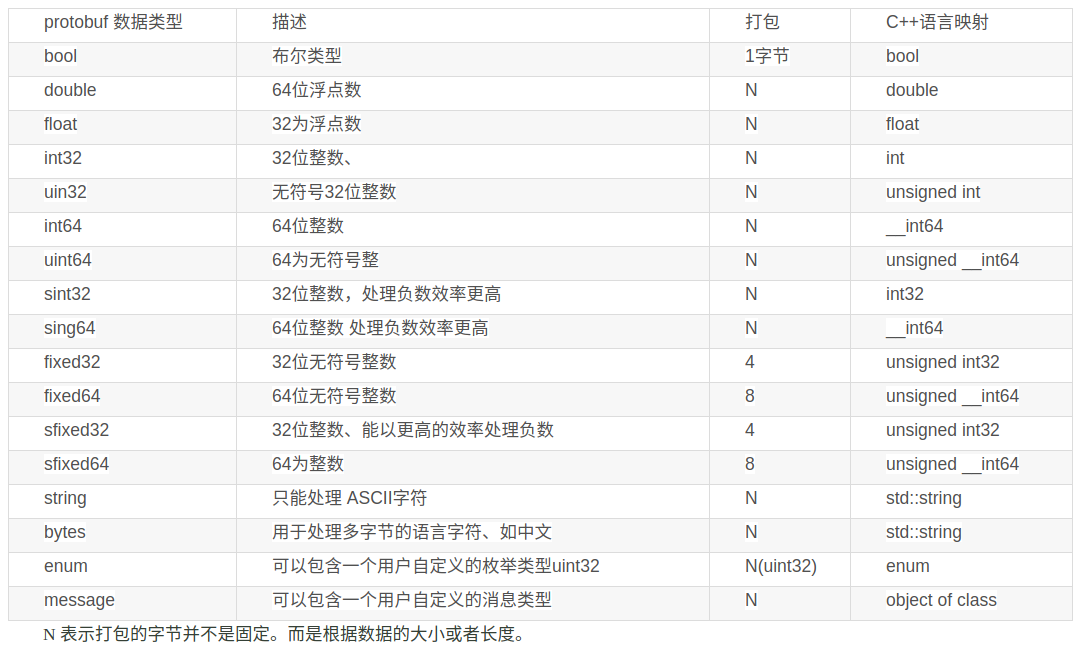 protobuf 数据类型 描述 打包 C++语言映射
bool 布尔类型 1字节 bool
double 64位浮点数 N double
float 32为浮点数 N float
int32 32位整数、 N int
uin32 无符号32位整数 N unsigned int
int64 64位整数 N __int64
uint64 64为无符号整 N unsigned __int64
sint32 32位整数，处理负数效率更高 N int32
sing64 64位整数 处理负数效率更高 N __int64
fixed32 32位无符号整数 4 unsigned int32
fixed64 64位无符号整数 8 unsigned __int64
sfixed32 32位整数、能以更高的效率处理负数 4 unsigned int32
sfixed64 64为整数 8 unsigned __int64
string 只能处理 ASCII字符 N std::string
bytes 用于处理多字节的语言字符、如中文 N std::string
enum 可以包含一个用户自定义的枚举类型uint32 N(uint32) enum
message 可以包含一个用户自定义的消息类型 N object of class
N 表示打包的字节并不是固定。而是根据数据的大小或者长度。